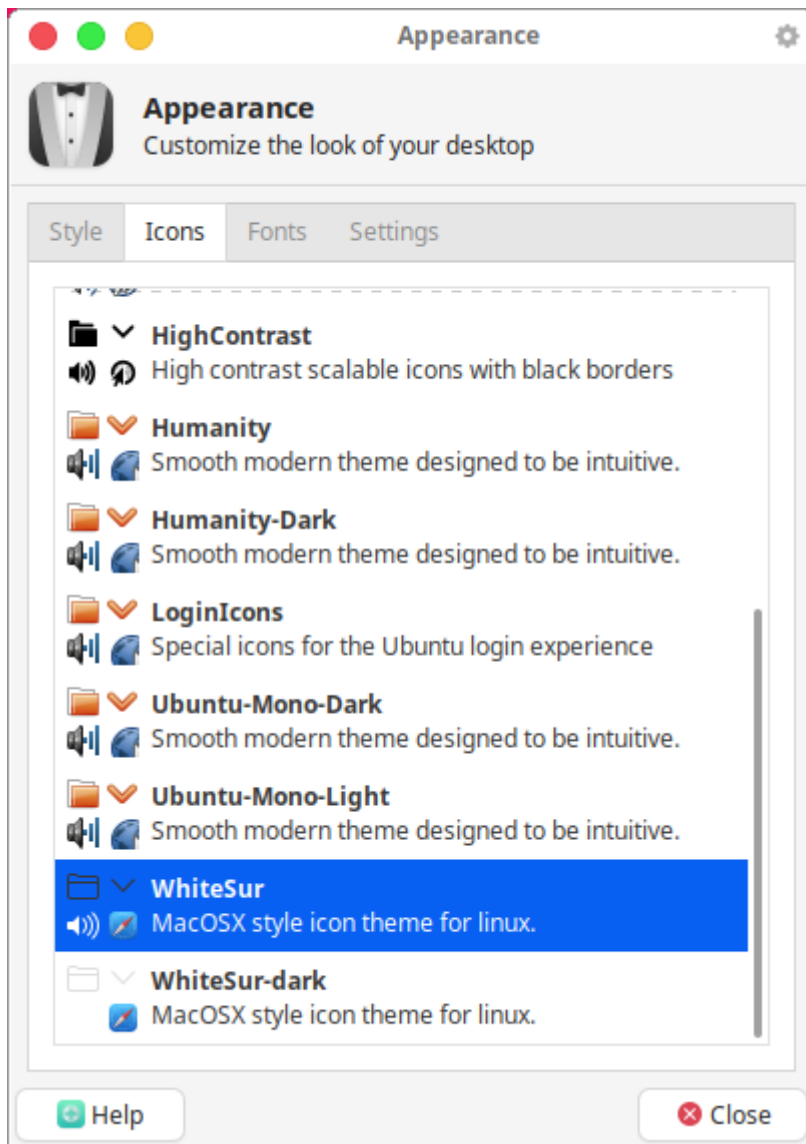 Appearance
Appearance
Customize the look of your desktop
Style Icons Fonts Settings
HighContrast
High contrast scalable icons with black borders
Humanity
Smooth modern theme designed to be intuitive.
Humanity-Dark
Smooth modern theme designed to be intuitive.
LoginIcons
Special icons for the Ubuntu login experience
Ubuntu-Mono-Dark
Smooth modern theme designed to be intuitive.
Ubuntu-Mono-Light
Smooth modern theme designed to be intuitive.
WhiteSur
MacOSX style icon theme for linux.
WhiteSur-dark
MacOSX style icon theme for linux.
Help Close